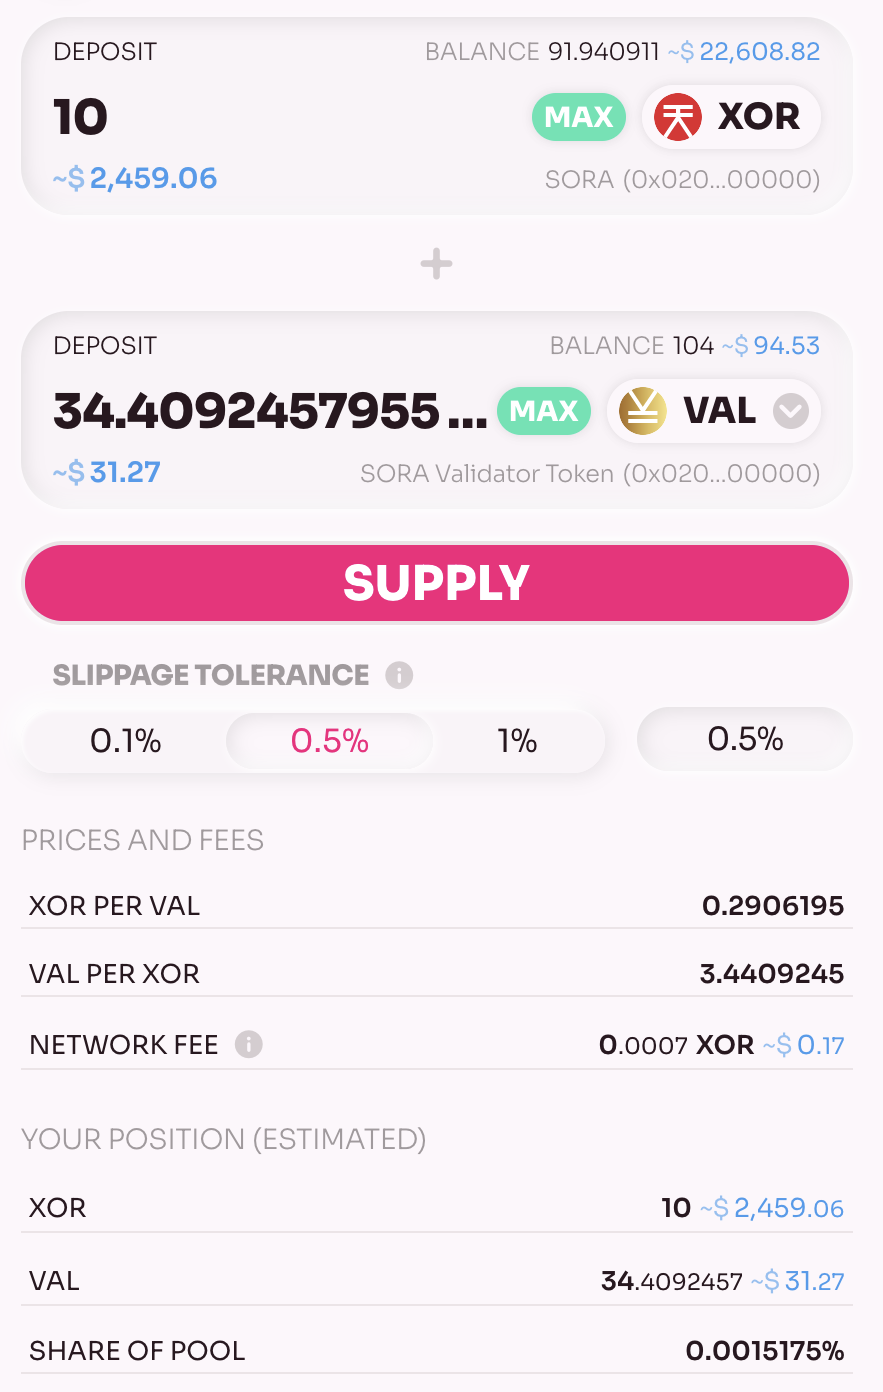 DEPOSIT BALANCE 91.940911 ~$ 22,608.82
10 MAX XOR
~$ 2,459.06 SORA (0x020...00000)
+
DEPOSIT BALANCE 104 ~$ 94.53
34.4092457955... MAX VAL
~$ 31.27 SORA Validator Token (0x020...00000)
SUPPLY
SLIPPAGE TOLERANCE
0.1% 0.5% 1% 0.5%
PRICES AND FEES
XOR PER VAL 0.2906195
VAL PER XOR 3.4409245
NETWORK FEE 0.0007 XOR ~$ 0.17
YOUR POSITION (ESTIMATED)
XOR 10 ~$ 2,459.06
VAL 34.4092457 ~$ 31.27
SHARE OF POOL 0.0015175%